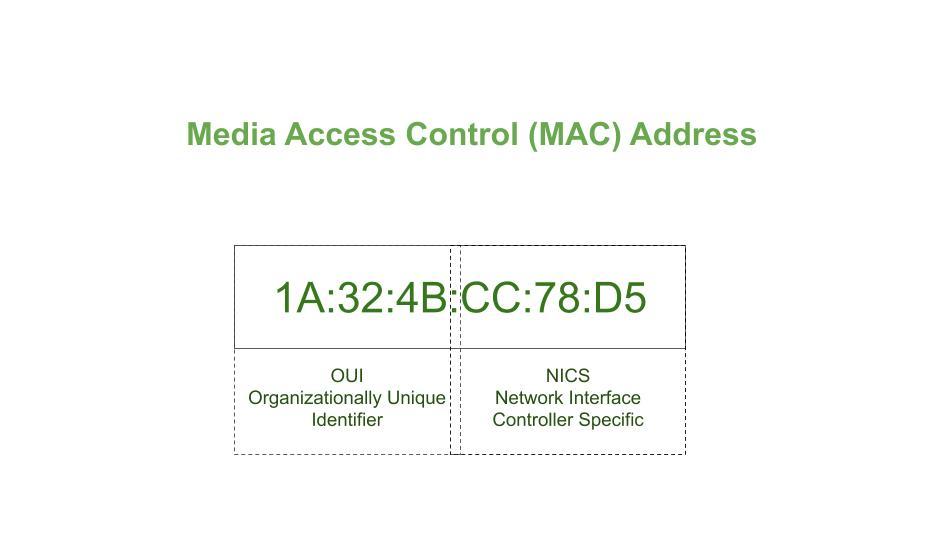 Media Access Control (MAC) Address
1A:32:4B:CC:78:D5
OUI
Organizationally Unique
Identifier
NICS
Network Interface
Controller Specific